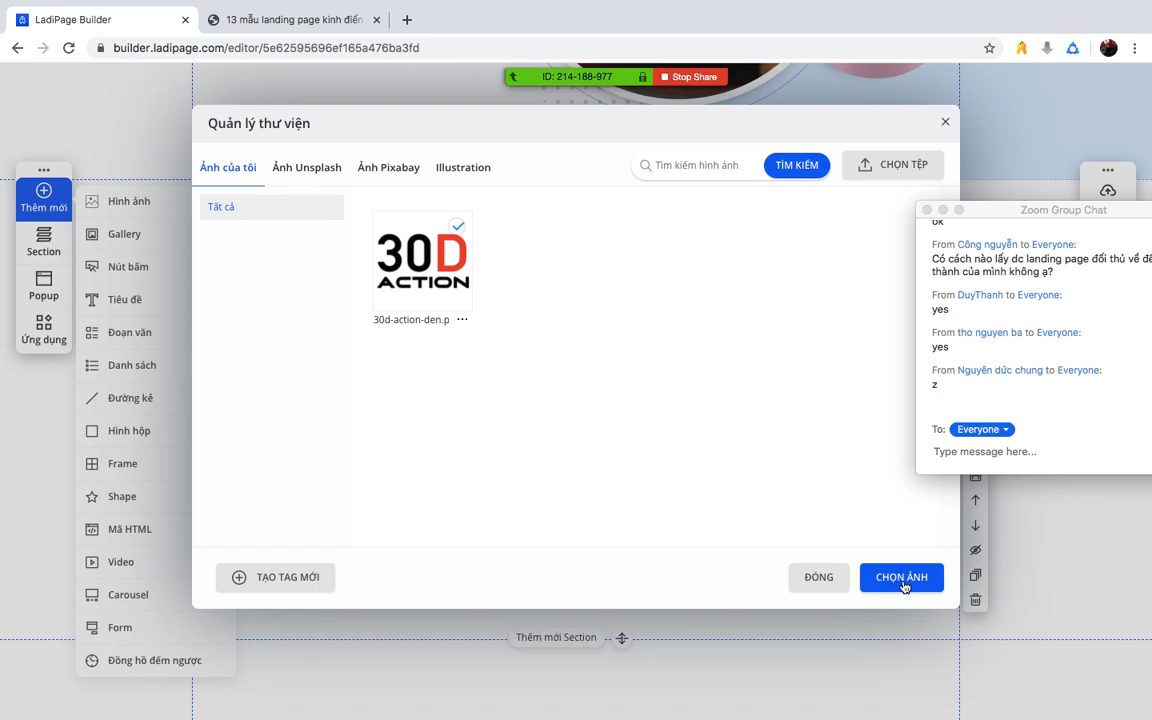 LadiPage Builder
13 mẫu landing page kinh điển
builder.ladipage.com/editor/5e62595696ef165a476ba3fd
ID: 214-188-977
Stop Share
Quản lý thư viện
Ảnh của tôi
Ảnh Unsplash
Ảnh Pixabay
Illustration
Tìm kiếm hình ảnh
TÌM KIẾM
CHỌN TỆP
Tất cả
30D
ACTION
30d-action-den.p
Thêm mới
Section
Popup
Ứng dụng
Hình ảnh
Gallery
Nút bấm
Tiêu đề
Đoạn văn
Danh sách
Đường kẻ
Hình hộp
Frame
Shape
Mã HTML
Video
Carousel
Form
Đồng hồ đếm ngược
Zoom Group Chat
ok
From Công nguyễn to Everyone:
Có cách nào lấy dc landing page đối thủ về để
thành của mình không ạ?
From DuyThanh to Everyone:
yes
From tho nguyen ba to Everyone:
yes
From Nguyên dức chung to Everyone:
z
To: Everyone
Type message here...
TẠO TAG MỚI
ĐÓNG
CHỌN ẢNH
Thêm mới Section